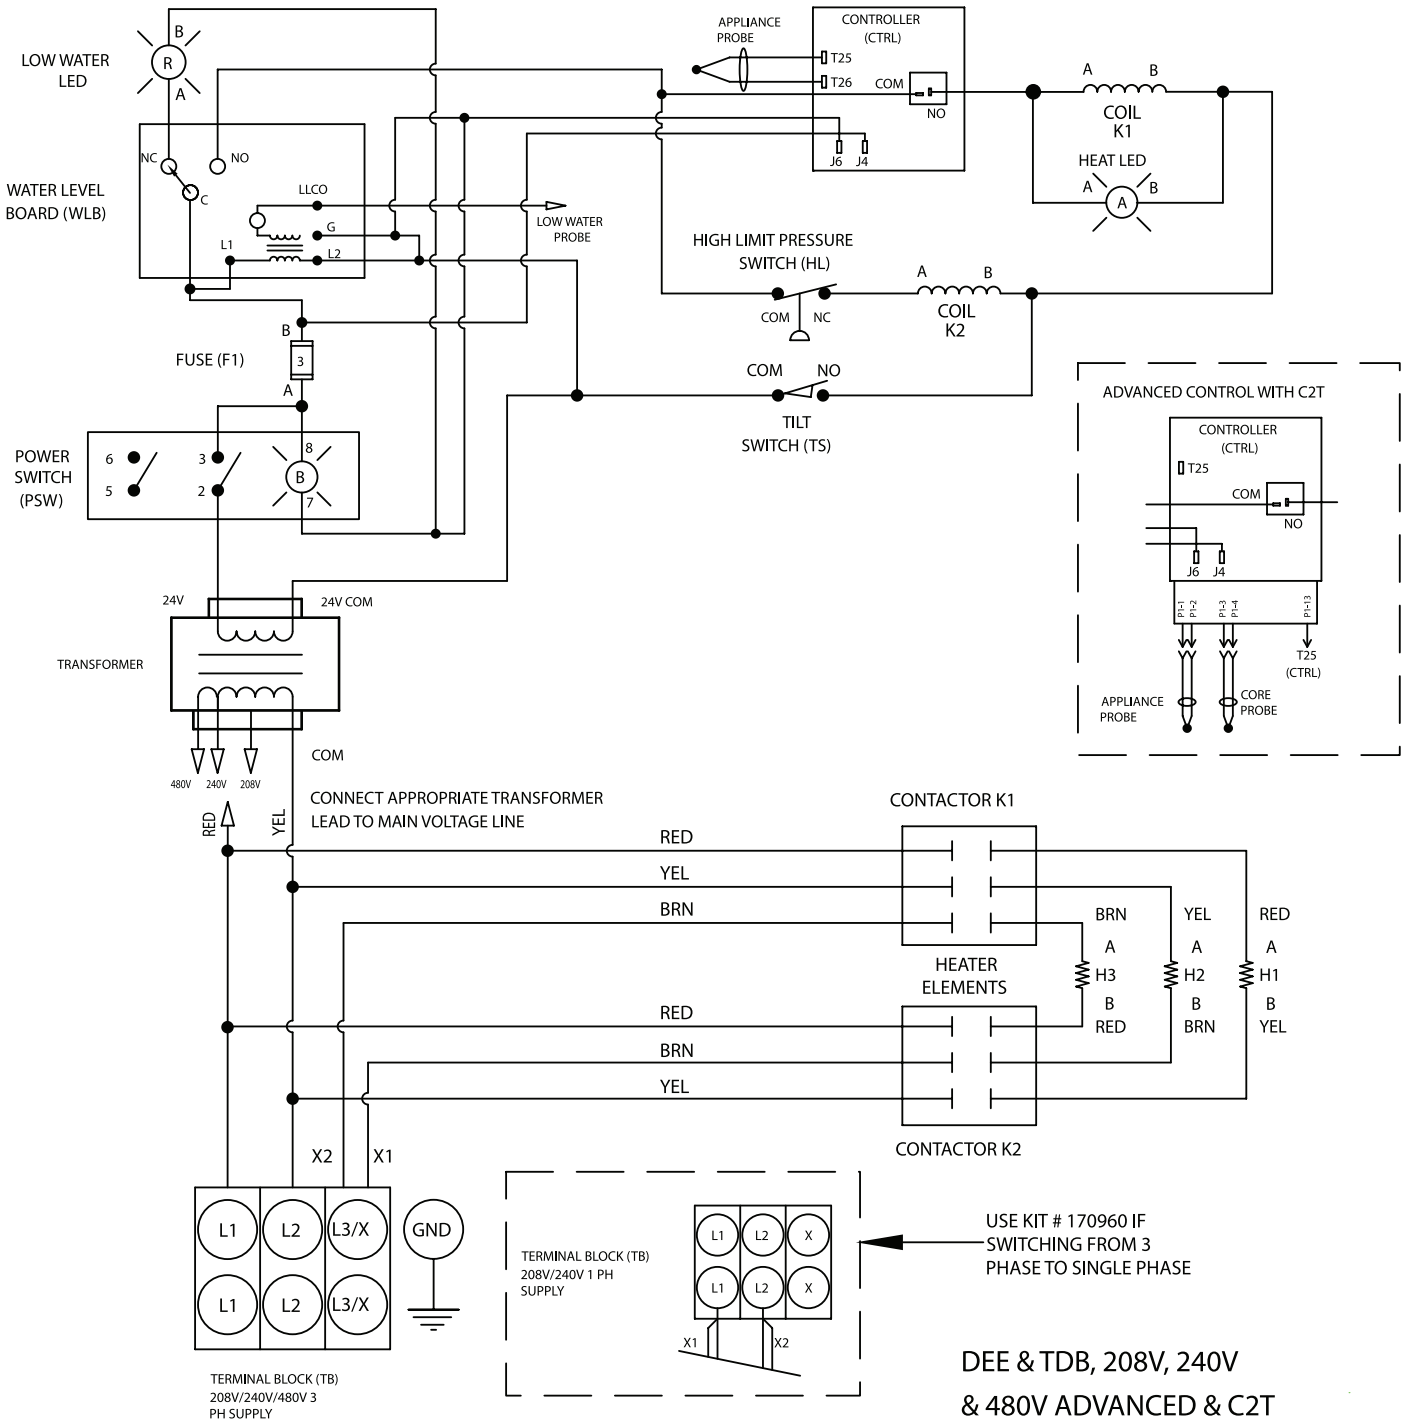 B
R
A
LOW WATER
LED
APPLIANCE
PROBE
CONTROLLER
(CTRL)
T25
T26
COM
NO
J6
J4
A
B
COIL
K1
HEAT LED
A
A
B
NC
NO
C
WATER LEVEL
BOARD (WLB)
LLCO
G
L1
L2
LOW WATER
PROBE
HIGH LIMIT PRESSURE
SWITCH (HL)
COM
NC
A
B
COIL
K2
B
FUSE (F1)
3
A
COM
NO
TILT
SWITCH (TS)
POWER
SWITCH
(PSW)
6
5
3
2
8
B
7
ADVANCED CONTROL WITH C2T
CONTROLLER
(CTRL)
T25
COM
NO
J6
J4
P1-1
P1-2
P1-3
P1-4
P1-13
T25
(CTRL)
APPLIANCE
PROBE
CORE
PROBE
24V
24V COM
TRANSFORMER
COM
480V
240V
208V
RED
YEL
CONNECT APPROPRIATE TRANSFORMER
LEAD TO MAIN VOLTAGE LINE
CONTACTOR K1
RED
YEL
BRN
BRN
YEL
RED
A
A
A
H3
H2
H1
B
B
B
RED
BRN
YEL
HEATER
ELEMENTS
RED
BRN
YEL
CONTACTOR K2
X2
X1
L1
L2
L3/X
GND
L1
L2
L3/X
TERMINAL BLOCK (TB)
208V/240V/480V 3
PH SUPPLY
TERMINAL BLOCK (TB)
208V/240V 1 PH
SUPPLY
L1
L2
X
L1
L2
X
X1
X2
USE KIT # 170960 IF
SWITCHING FROM 3
PHASE TO SINGLE PHASE
DEE & TDB, 208V, 240V
& 480V ADVANCED & C2T